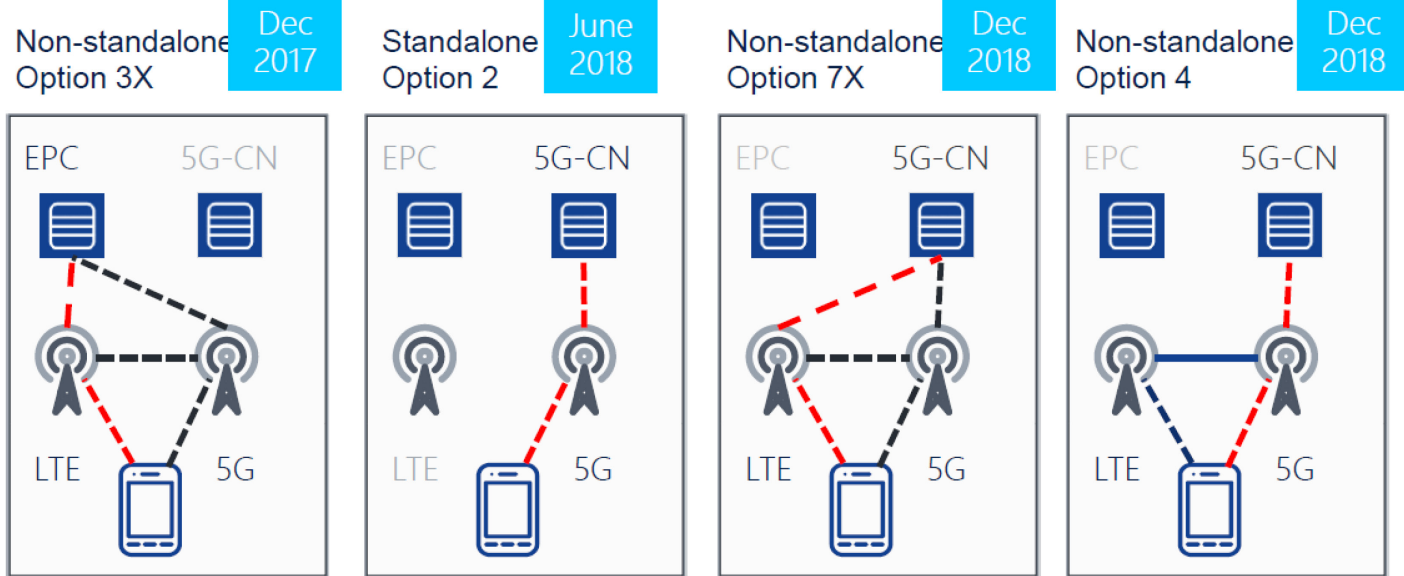 Non-standalone
Option 3X
Dec
2017
Standalone
Option 2
June
2018
Non-standalone
Option 7X
Dec
2018
Non-standalone
Option 4
Dec
2018
EPC 5G-CN
LTE 5G
EPC 5G-CN
LTE 5G
EPC 5G-CN
LTE 5G
EPC 5G-CN
LTE 5G